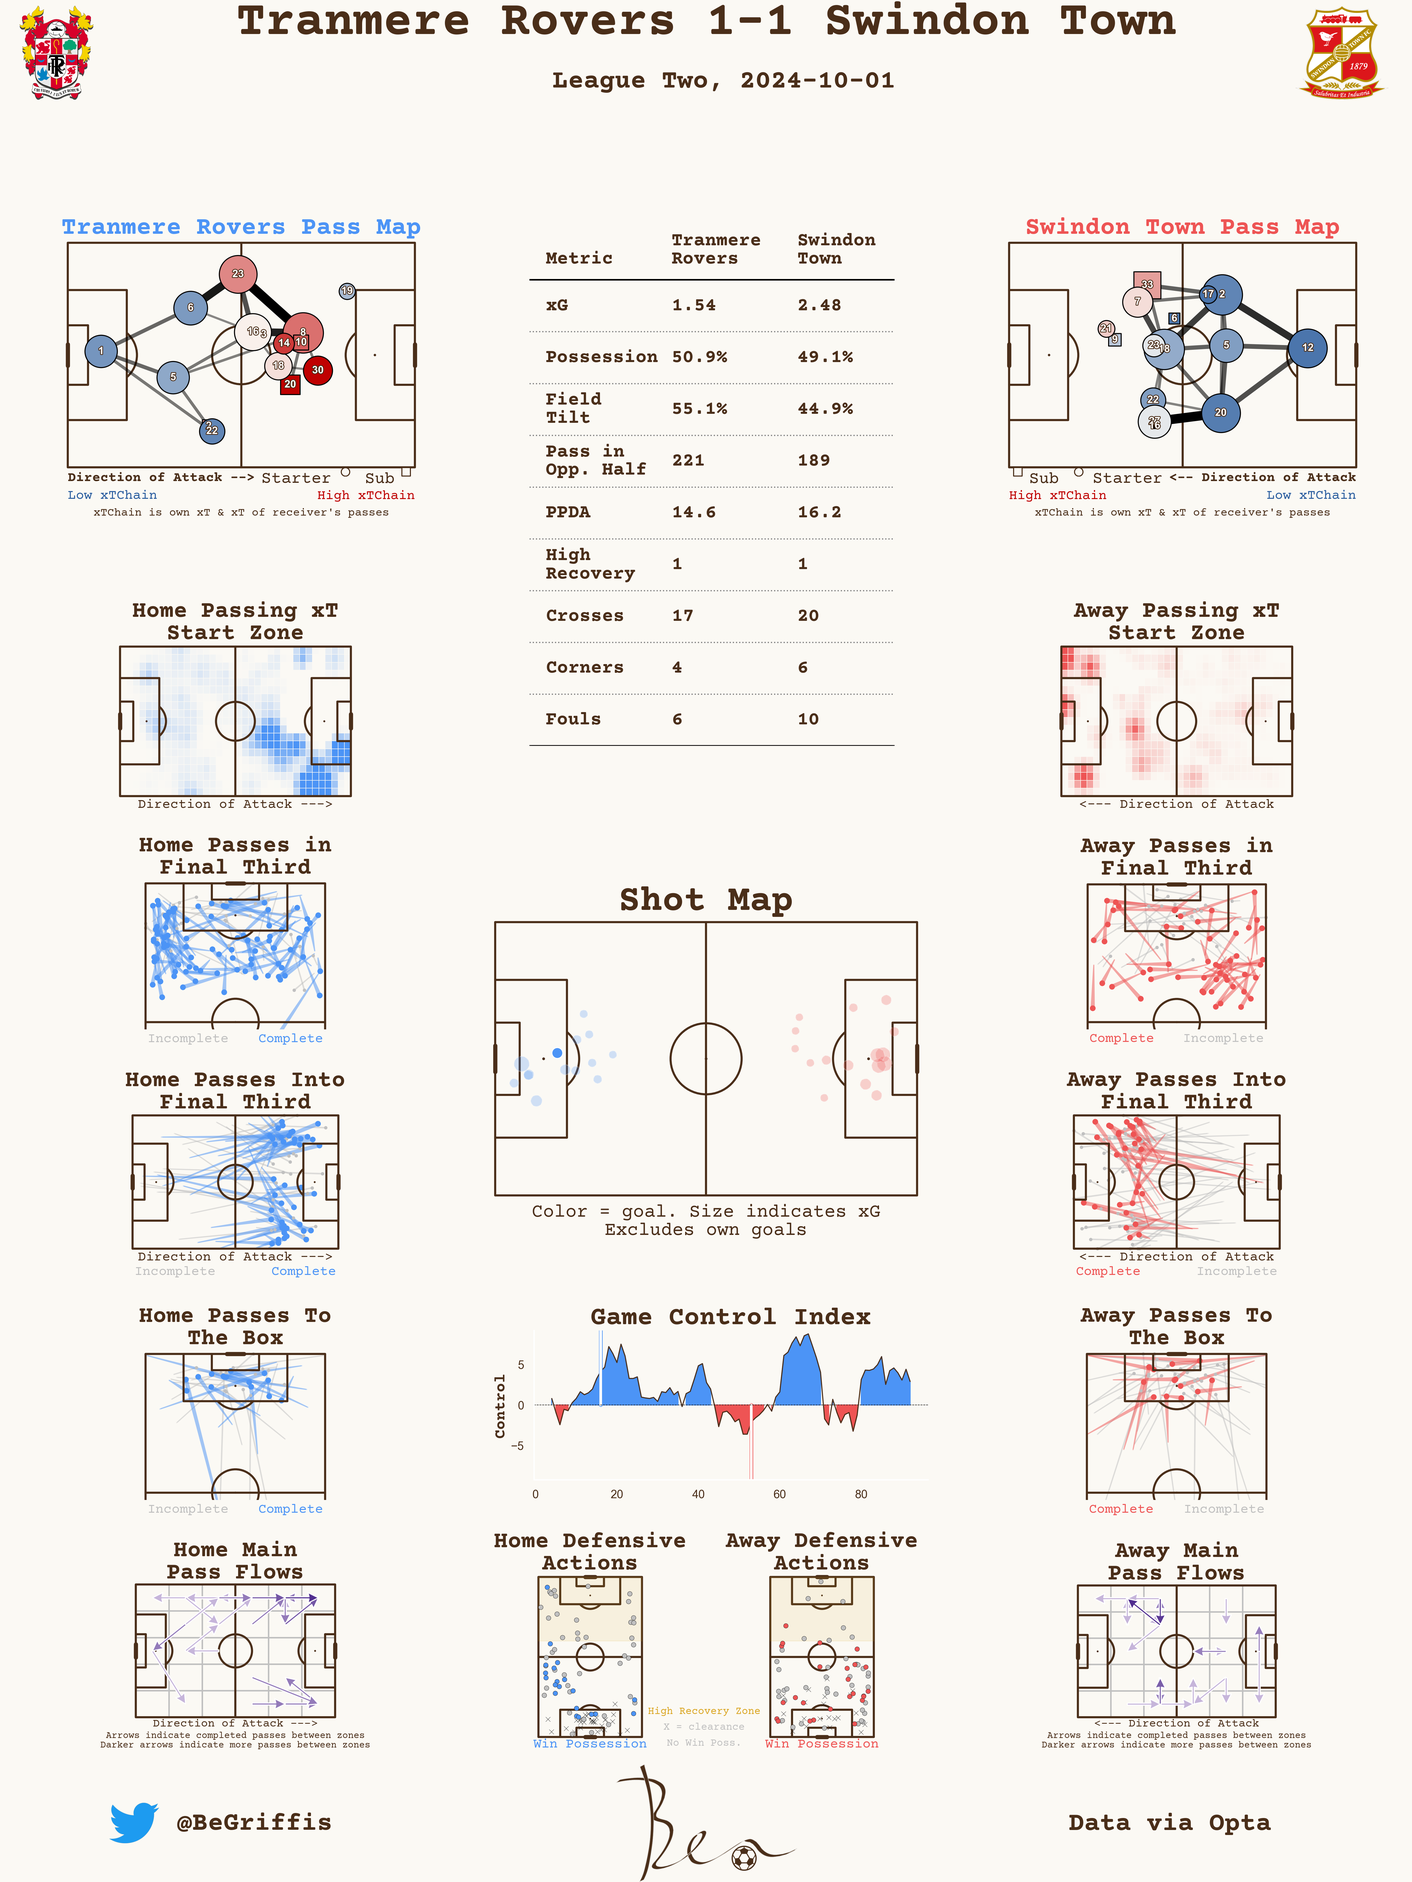 Tranmere Rovers 1-1 Swindon Town
League Two, 2024-10-01
SWINDON TOWN FC
1879
Salubritas Et Industria
Tranmere Rovers Pass Map
23
19
6
16
3
8
14
10
1
18
30
5
20
22
Direction of Attack --> Starter Sub
Low xTChain High xTChain
xTChain is own xT & xT of receiver's passes
Metric Tranmere Rovers Swindon Town
xG 1.54 2.48
Possession 50.9% 49.1%
Field Tilt 55.1% 44.9%
Pass in Opp. Half 221 189
PPDA 14.6 16.2
High Recovery 1 1
Crosses 17 20
Corners 4 6
Fouls 6 10
Swindon Town Pass Map
33
17 2
7
6
21
9
23
18
5
12
22
20
27
16
Sub Starter <-- Direction of Attack
High xTChain Low xTChain
xTChain is own xT & xT of receiver's passes
Home Passing xT
Start Zone
Direction of Attack --->
Away Passing xT
Start Zone
<--- Direction of Attack
Home Passes in
Final Third
Incomplete Complete
Away Passes in
Final Third
Complete Incomplete
Shot Map
Color = goal. Size indicates xG
Excludes own goals
Home Passes Into
Final Third
Direction of Attack --->
Incomplete Complete
Away Passes Into
Final Third
<--- Direction of Attack
Complete Incomplete
Home Passes To
The Box
Incomplete Complete
Game Control Index
Control
5
0
−5
0 20 40 60 80
Away Passes To
The Box
Complete Incomplete
Home Main
Pass Flows
Direction of Attack --->
Arrows indicate completed passes between zones
Darker arrows indicate more passes between zones
Home Defensive
Actions
Win Possession
High Recovery Zone
X = clearance
No Win Poss.
Away Defensive
Actions
Win Possession
Away Main
Pass Flows
<--- Direction of Attack
Arrows indicate completed passes between zones
Darker arrows indicate more passes between zones
@BeGriffis
Ben
Data via Opta